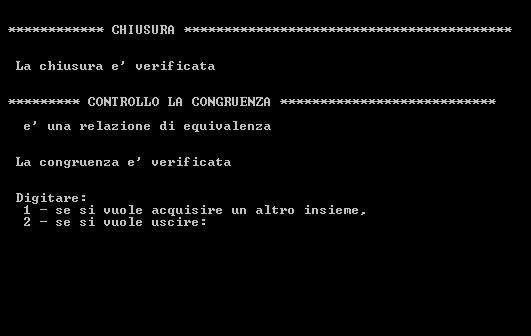 ************ CHIUSURA *****************************************
La chiusura e' verificata
********* CONTROLLO LA CONGRUENZA ***************************
e' una relazione di equivalenza
La congruenza e' verificata
Digitare:
1 - se si vuole acquisire un altro insieme,
2 - se si vuole uscire: